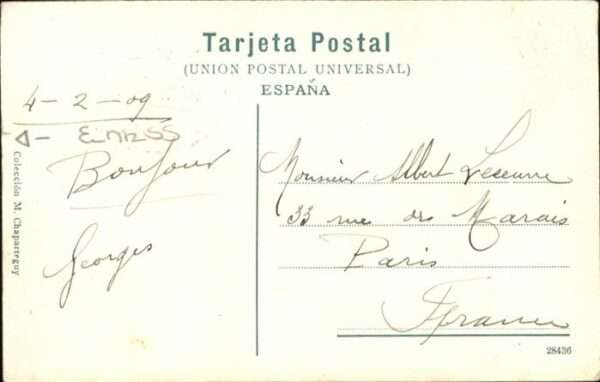 Tarjeta Postal
(UNION POSTAL UNIVERSAL)
ESPAÑA
4-2-09
Bonjour
Georges
Colección M. Chaparteguy
Monsieur Albert
33 rue des Marais
Paris
France
28436